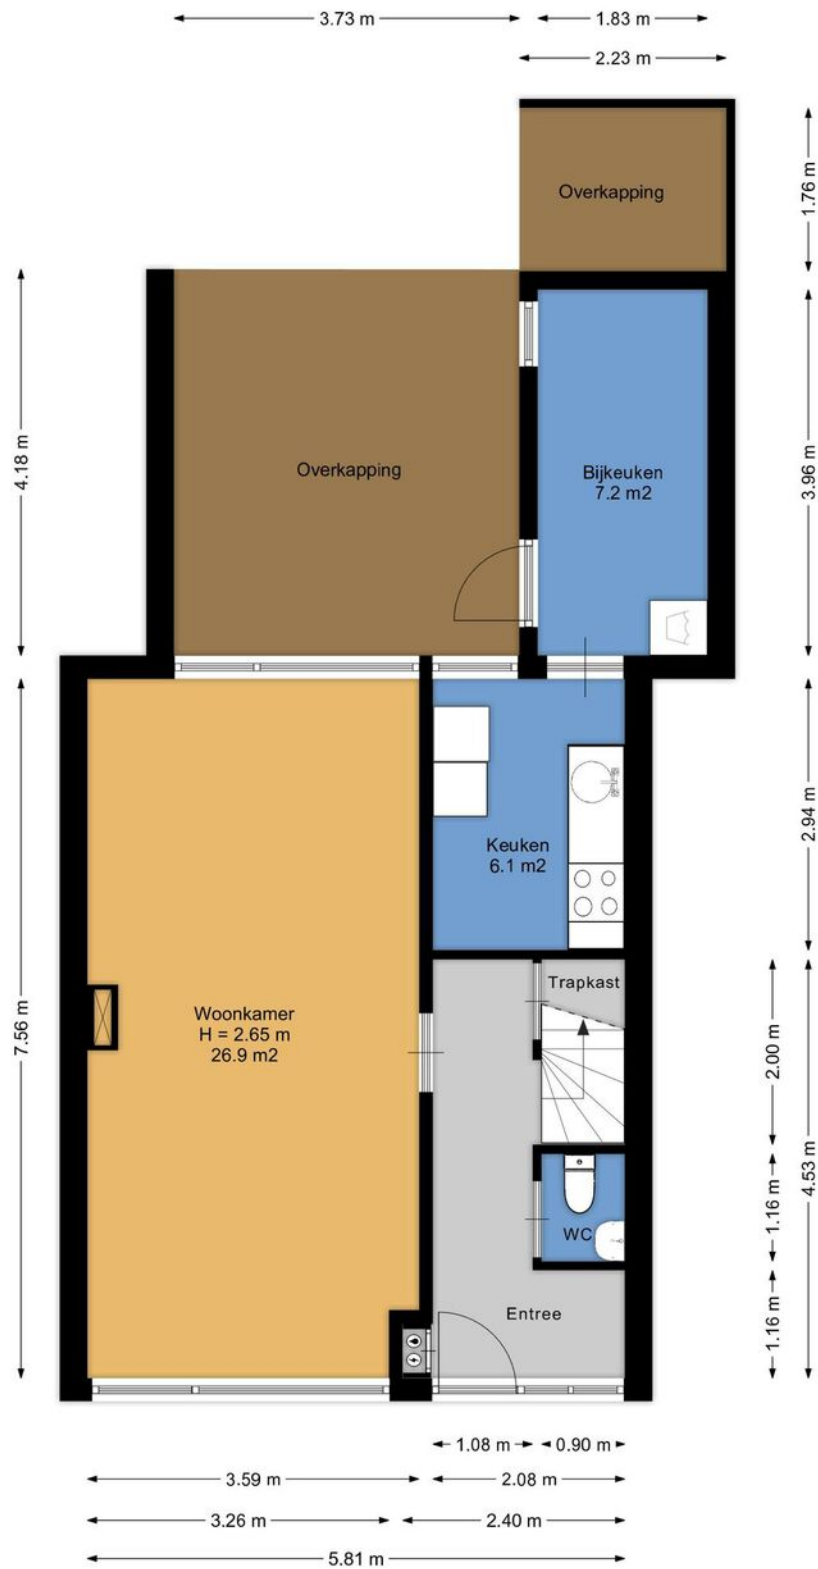 3.73 m
1.83 m
2.23 m
Overkapping
1.76 m
4.18 m
Overkapping
Bijkeuken
7.2 m2
3.96 m
Keuken
6.1 m2
2.94 m
7.56 m
Woonkamer
H = 2.65 m
26.9 m2
Trapkast
2.00 m
4.53 m
WC
1.16 m
Entree
1.16 m
1.08 m
0.90 m
3.59 m
2.08 m
3.26 m
2.40 m
5.81 m